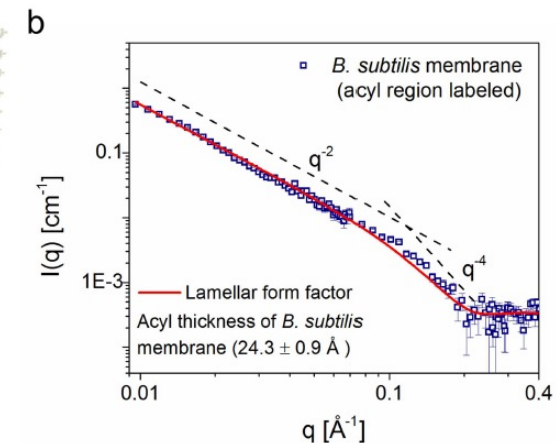 b
B. subtilis membrane
(acyl region labeled)
q⁻²
0.1
I(q) [cm⁻¹]
q⁻⁴
1E-3
Lamellar form factor
Acyl thickness of B. subtilis
membrane (24.3 ± 0.9 Å )
0.01
0.1
0.4
q [Å⁻¹]